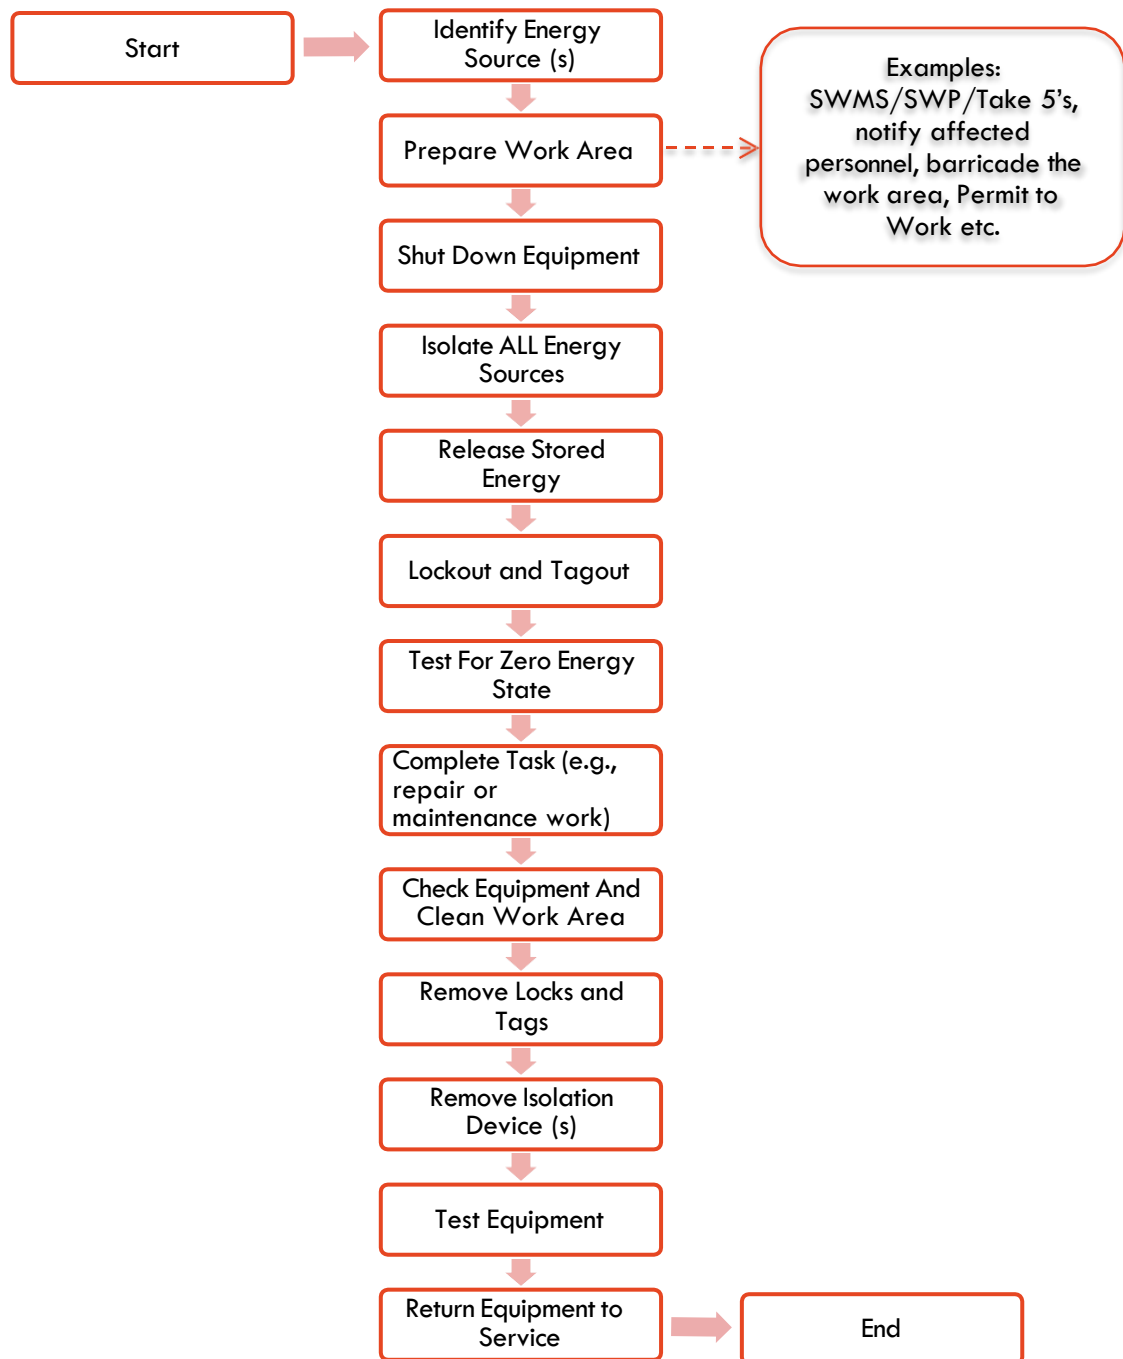 Start
Identify Energy
Source (s)
Prepare Work Area
Examples:
SWMS/SWP/Take 5's,
notify affected
personnel, barricade the
work area, Permit to
Work etc.
Shut Down Equipment
Isolate ALL Energy
Sources
Release Stored
Energy
Lockout and Tagout
Test For Zero Energy
State
Complete Task (e.g.,
repair or
maintenance work)
Check Equipment And
Clean Work Area
Remove Locks and
Tags
Remove Isolation
Device (s)
Test Equipment
Return Equipment to
Service
End